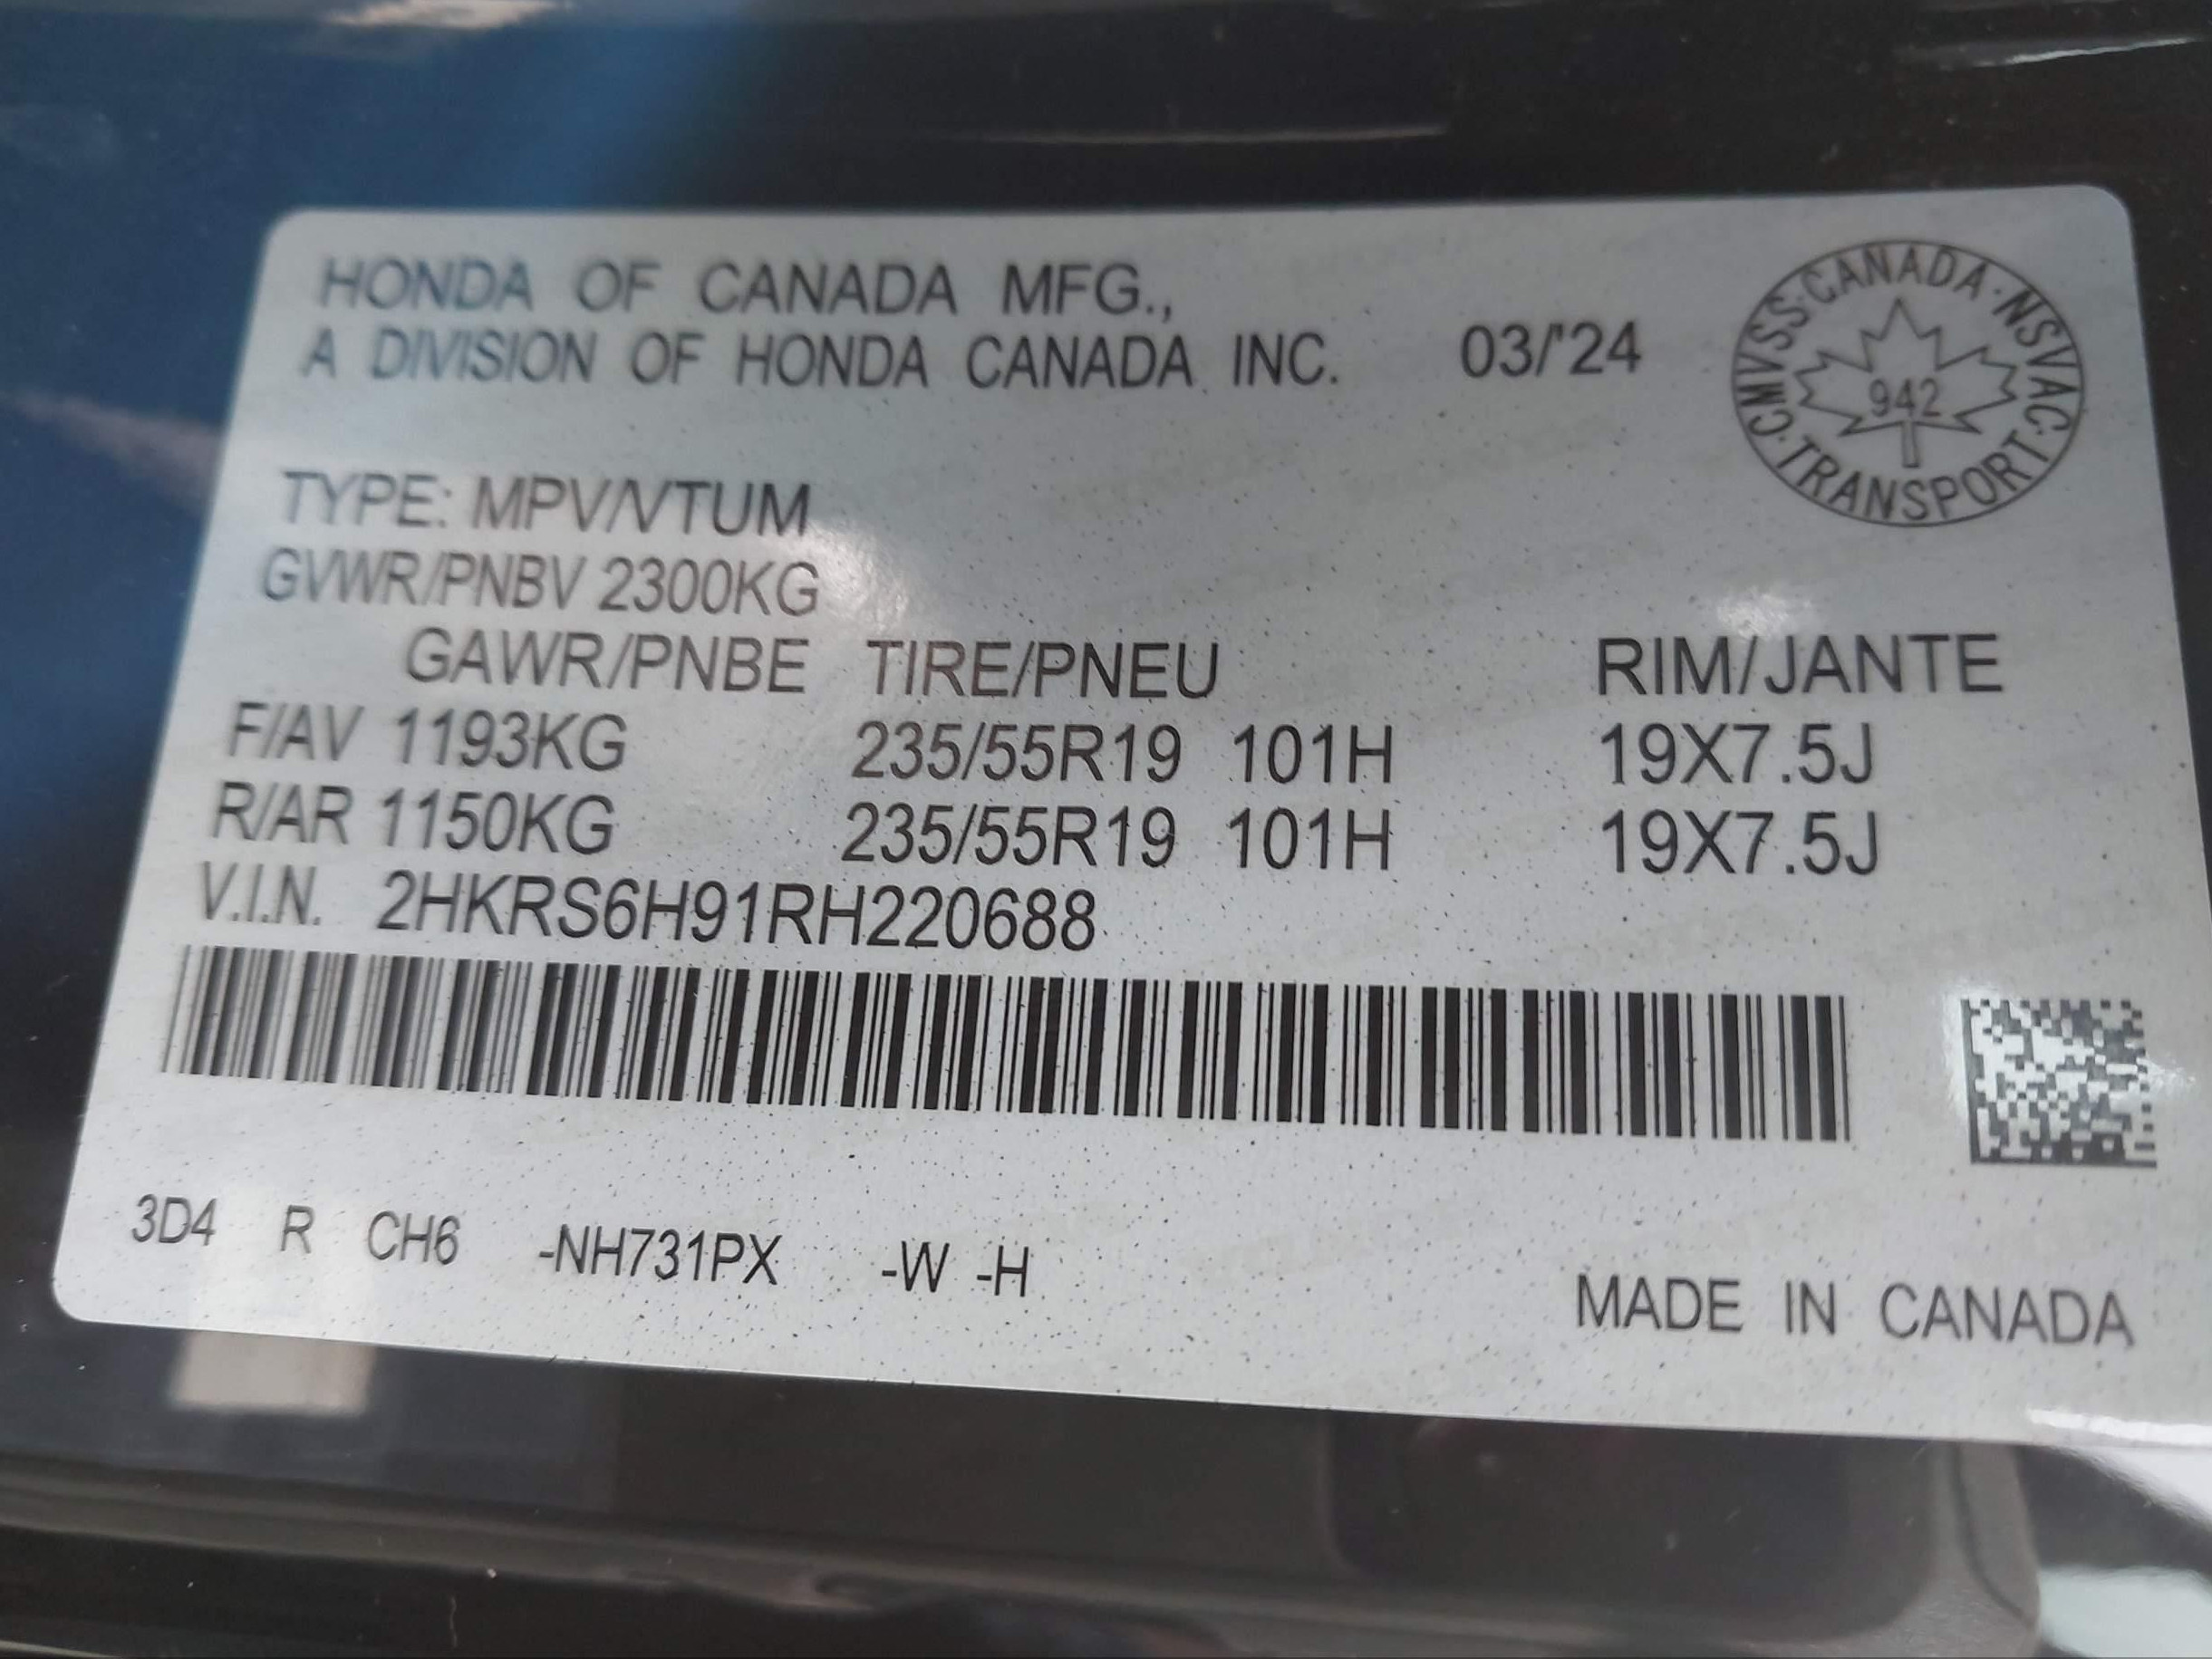 HONDA OF CANADA MFG.,
A DIVISION OF HONDA CANADA INC. 03/'24
CMVSS·CANADA·NSVAC·TRANSPORT·
942
TYPE: MPV/VTUM
GVWR/PNBV 2300KG
GAWR/PNBE TIRE/PNEU RIM/JANTE
F/AV 1193KG 235/55R19 101H 19X7.5J
R/AR 1150KG 235/55R19 101H 19X7.5J
V.I.N. 2HKRS6H91RH220688
3D4 R CH6 -NH731PX -W -H
MADE IN CANADA